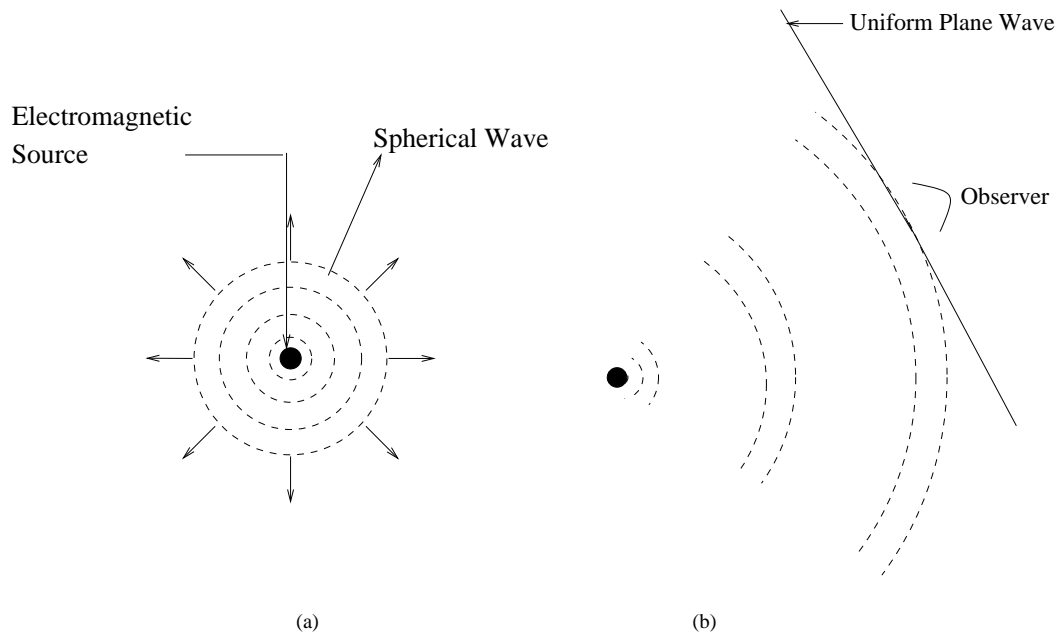 Uniform Plane Wave
Electromagnetic
Source
Spherical Wave
Observer
(a)
(b)